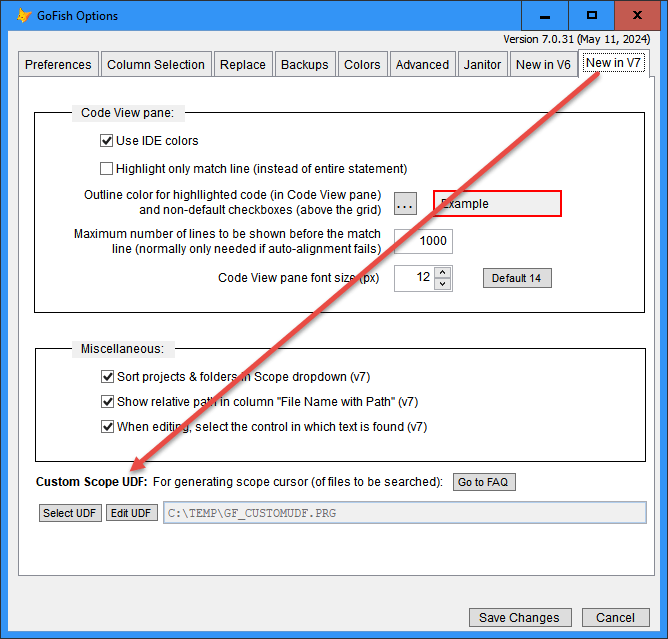 GoFish Options
Version 7.0.31 (May 11, 2024)
Preferences Column Selection Replace Backups Colors Advanced Janitor New in V6 New in V7
Code View pane:
Use IDE colors
Highlight only match line (instead of entire statement)
Outline color for highllighted code (in Code View pane)
and non-default checkboxes (above the grid)
... Example
Maximum number of lines to be shown before the match
line (normally only needed if auto-alignment fails)
1000
Code View pane font size (px) 12 Default 14
Miscellaneous:
Sort projects & folders in Scope dropdown (v7)
Show relative path in column "File Name with Path" (v7)
When editing, select the control in which text is found (v7)
Custom Scope UDF: For generating scope cursor (of files to be searched): Go to FAQ
Select UDF Edit UDF C:\TEMP\GF_CUSTOMUDF.PRG
Save Changes Cancel